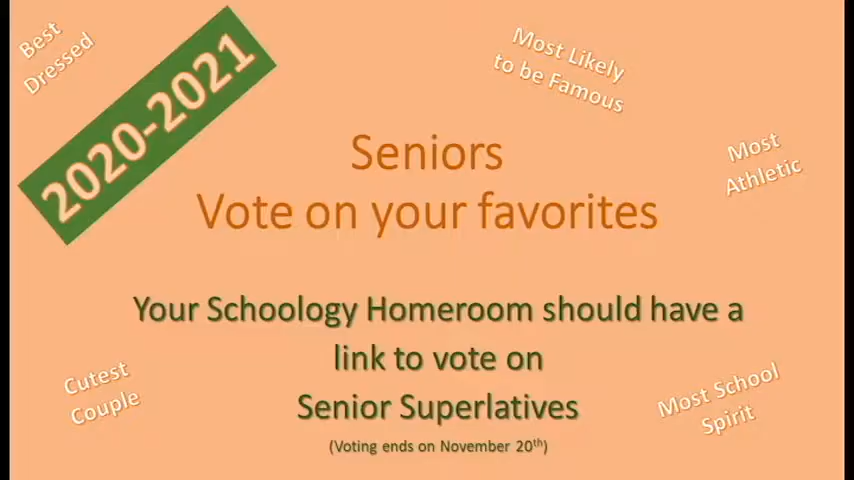 Best
Dressed
2020-2021
Most Likely
to be Famous
Most
Athletic
Seniors
Vote on your favorites
Your Schoology Homeroom should have a
link to vote on
Senior Superlatives
(Voting ends on November 20th)
Cutest
Couple
Most School
Spirit